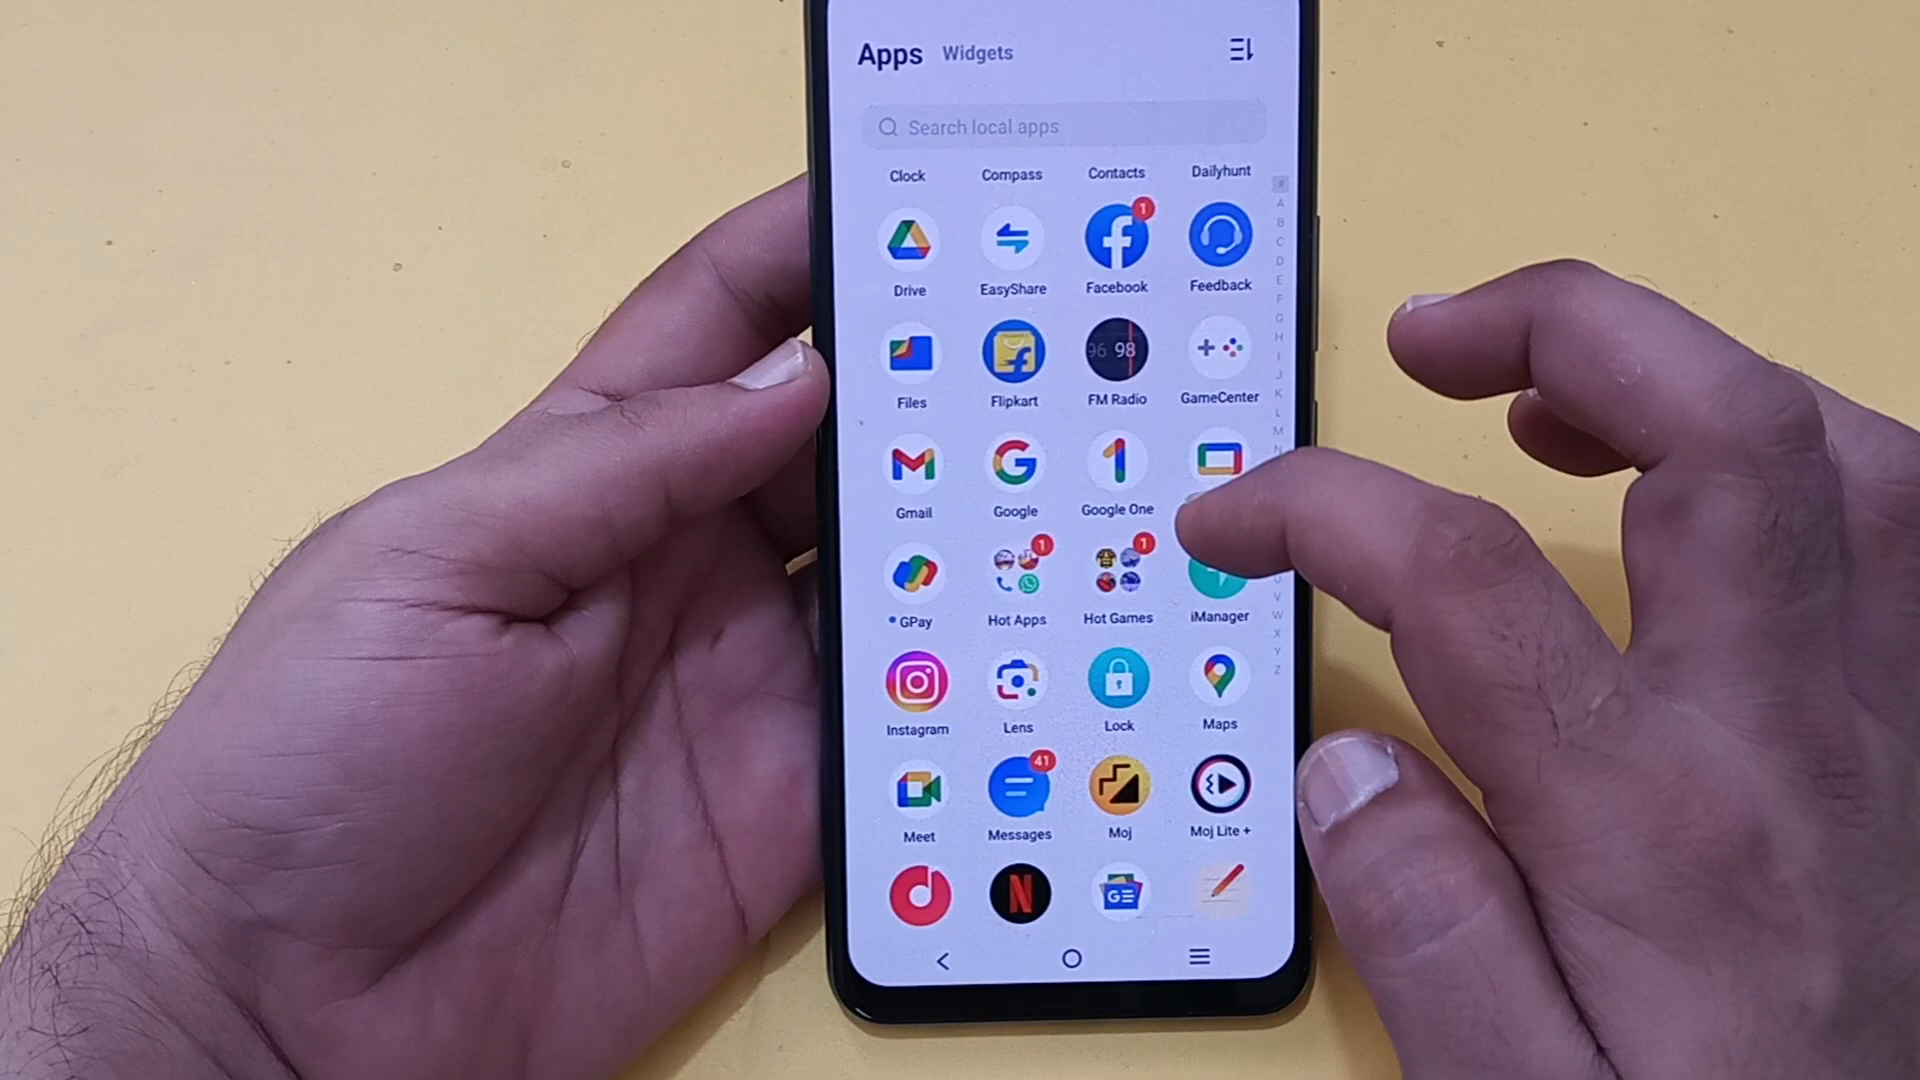 Apps Widgets
Search local apps
Clock Compass Contacts Dailyhunt
#
A
B
C
D
E
F
G
H
I
J
K
L
M
N
U
V
W
X
Y
Z
1
Drive EasyShare Facebook Feedback
96 98
Files Flipkart FM Radio GameCenter
Gmail Google Google One
1 1
GPay Hot Apps Hot Games iManager
Instagram Lens Lock Maps
41
Meet Messages Moj Moj Lite +
N GE